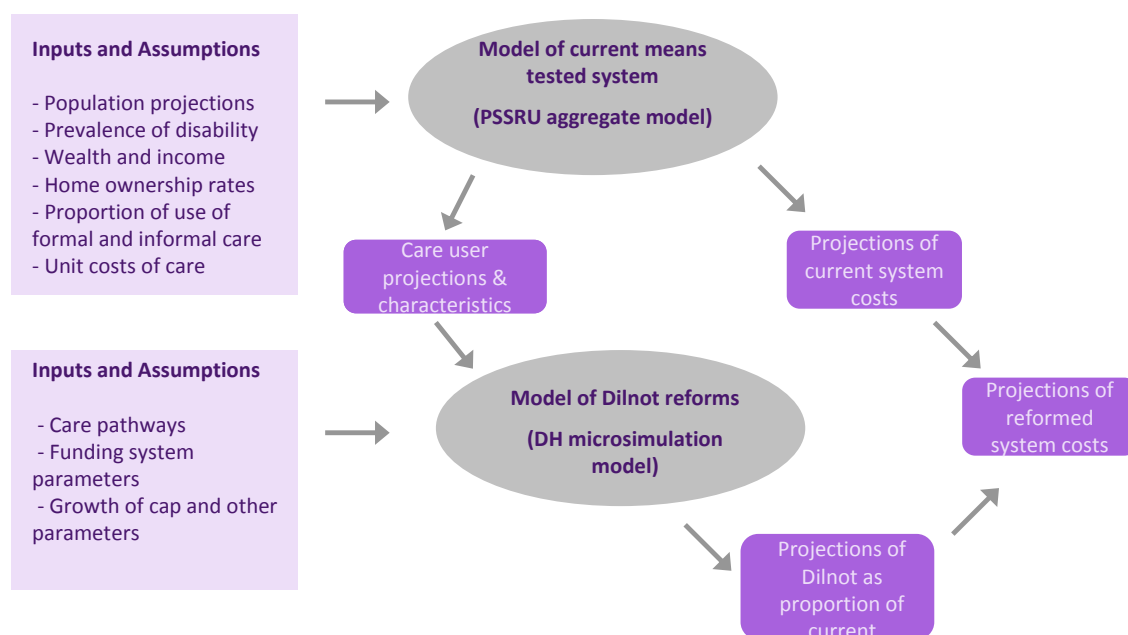 Inputs and Assumptions
- Population projections
- Prevalence of disability
- Wealth and income
- Home ownership rates
- Proportion of use of
formal and informal care
- Unit costs of care
Model of current means
tested system
(PSSRU aggregate model)
Care user
projections &
characteristics
Projections of
current system
costs
Inputs and Assumptions
- Care pathways
- Funding system
parameters
- Growth of cap and other
parameters
Model of Dilnot reforms
(DH microsimulation
model)
Projections of
reformed
system costs
Projections of
Dilnot as
proportion of
current